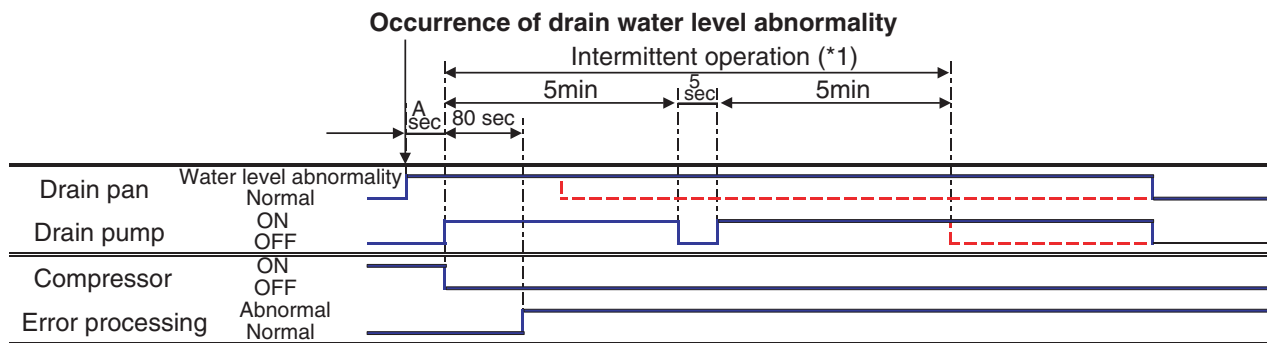 Occurrence of drain water level abnormality
Intermittent operation (*1)
5min
5
sec
5min
A
sec
80 sec
Drain pan
Water level abnormality
Normal
Drain pump
ON
OFF
Compressor
ON
OFF
Error processing
Abnormal
Normal